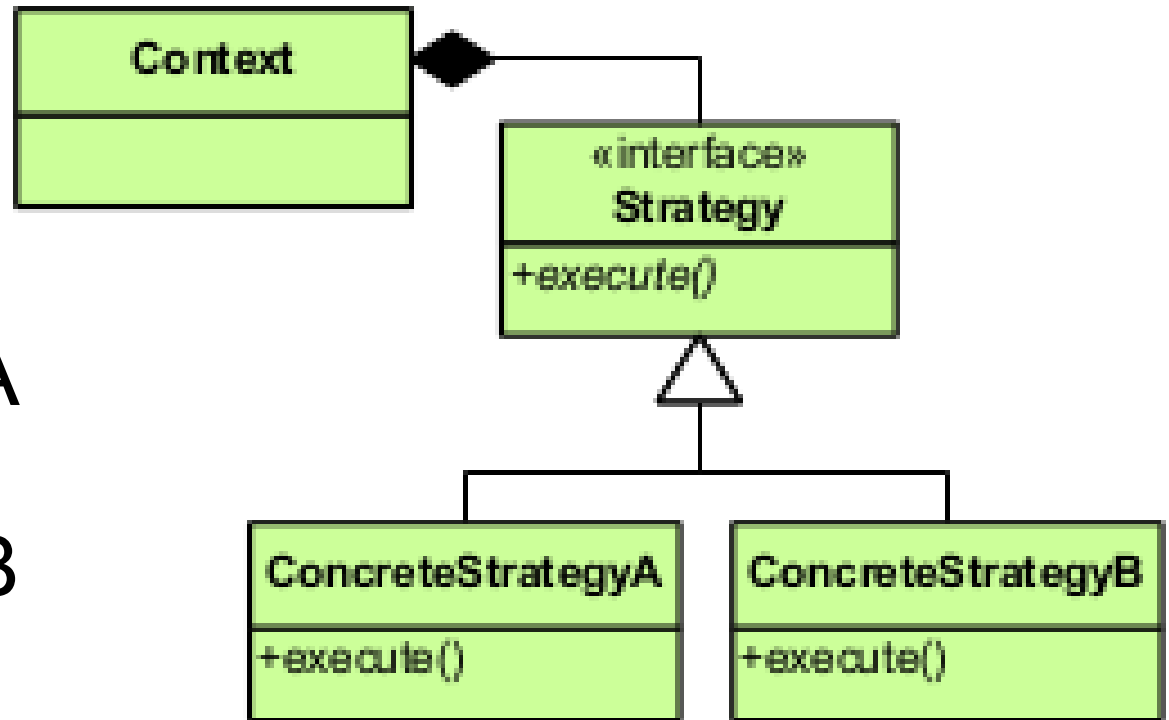 Context
«interface»
Strategy
+execute()
A
B
ConcreteStrategyA
+execute()
ConcreteStrategyB
+execute()